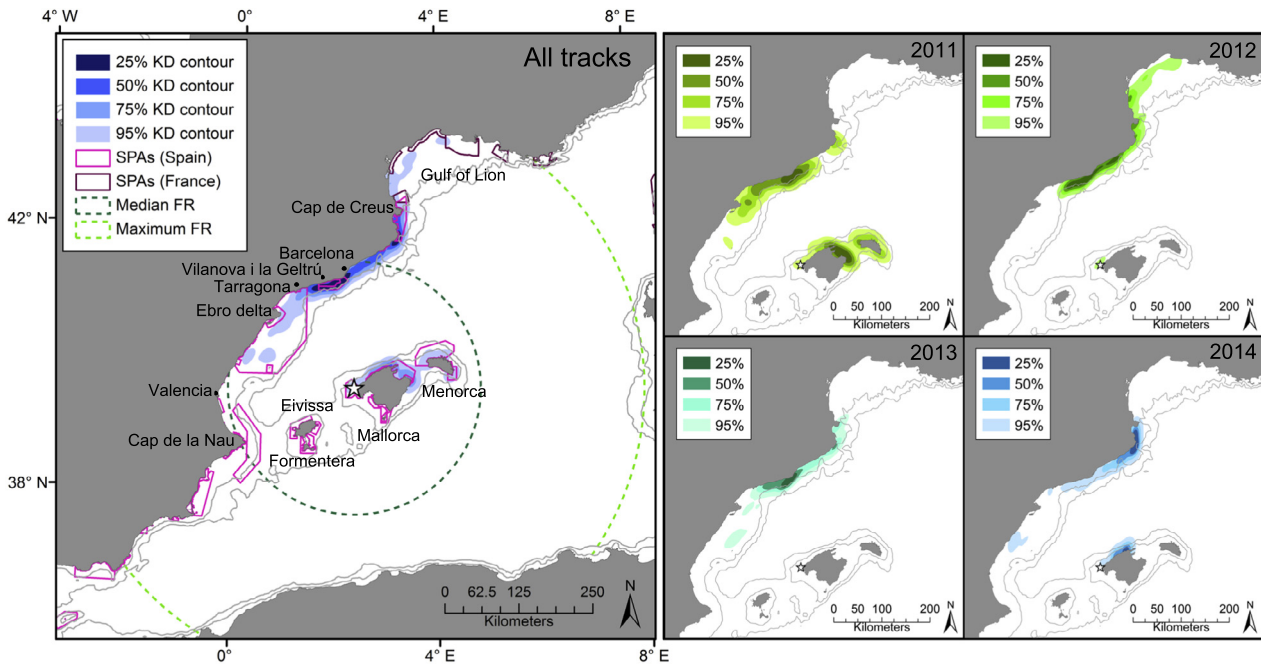 4° W
0°
4° E
8° E
42° N
38° N
0°
4° E
8° E
All tracks
25% KD contour
50% KD contour
75% KD contour
95% KD contour
SPAs (Spain)
SPAs (France)
Median FR
Maximum FR
Gulf of Lion
Cap de Creus
Barcelona
Vilanova i la Geltrú
Tarragona
Ebro delta
Valencia
Cap de la Nau
Eivissa
Formentera
Mallorca
Menorca
0 62.5 125 250
Kilometers
N
2011
25%
50%
75%
95%
0 50 100 200
Kilometers
N
2012
25%
50%
75%
95%
0 50 100 200
Kilometers
N
2013
25%
50%
75%
95%
0 50 100 200
Kilometers
N
2014
25%
50%
75%
95%
0 50 100 200
Kilometers
N